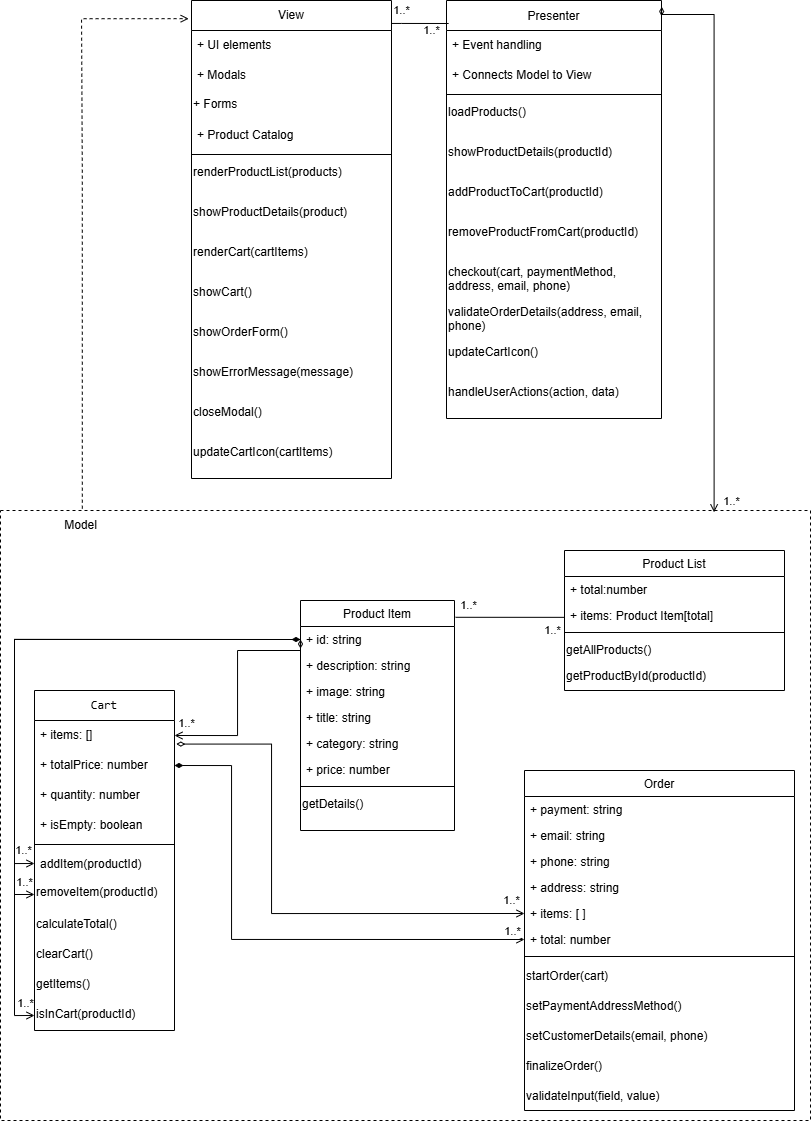 View
+ UI elements
+ Modals
+ Forms
+ Product Catalog
renderProductList(products)
showProductDetails(product)
renderCart(cartItems)
showCart()
showOrderForm()
showErrorMessage(message)
closeModal()
updateCartIcon(cartItems)
1..*
1..*
Presenter
+ Event handling
+ Connects Model to View
loadProducts()
showProductDetails(productId)
addProductToCart(productId)
removeProductFromCart(productId)
checkout(cart, paymentMethod,
address, email, phone)
validateOrderDetails(address, email,
phone)
updateCartIcon()
handleUserActions(action, data)
1..*
Model
Product List
+ total:number
+ items: Product Item[total]
getAllProducts()
getProductById(productId)
1..*
1..*
Product Item
+ id: string
+ description: string
+ image: string
+ title: string
+ category: string
+ price: number
getDetails()
1..*
Cart
+ items: []
+ totalPrice: number
+ quantity: number
+ isEmpty: boolean
1..*
addItem(productId)
1..*
removeItem(productId)
calculateTotal()
clearCart()
getItems()
1..*
isInCart(productId)
Order
+ payment: string
+ email: string
+ phone: string
+ address: string
1..*
+ items: [ ]
1..*
+ total: number
startOrder(cart)
setPaymentAddressMethod()
setCustomerDetails(email, phone)
finalizeOrder()
validateInput(field, value)